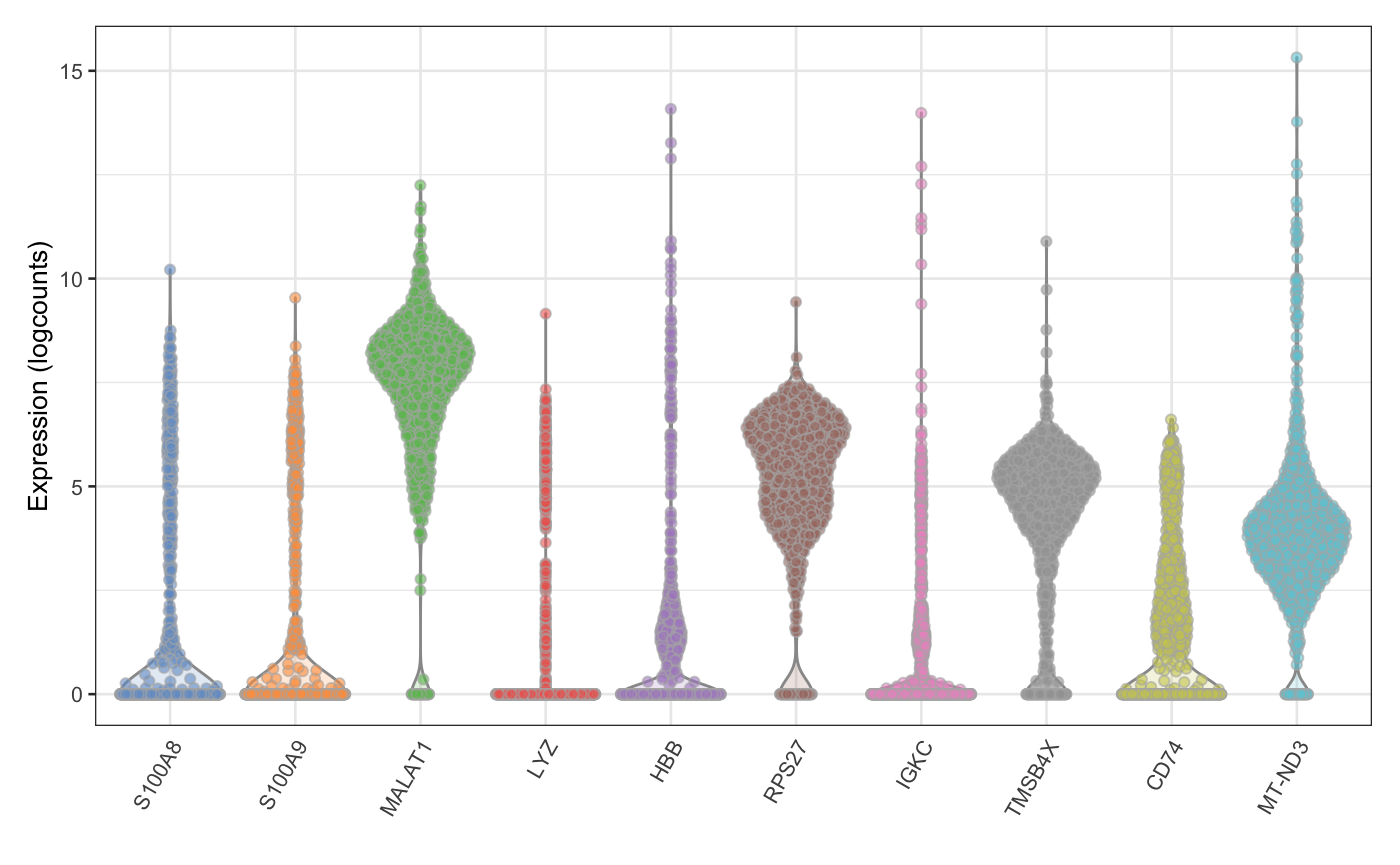 Expression (logcounts)
15
10
5
0
S100A8
S100A9
MALAT1
LYZ
HBB
RPS27
IGKC
TMSB4X
CD74
MT-ND3